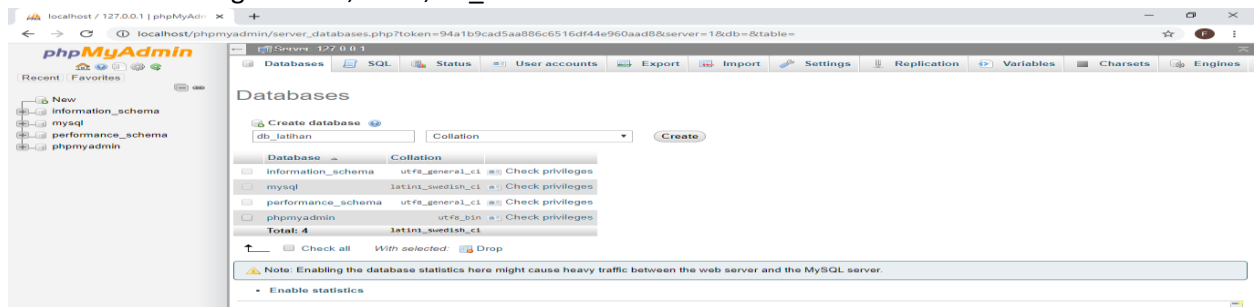 localhost / 127.0.0.1 | phpMyAdm
localhost/phpmyadmin/server_databases.php?token=94a1b9cad5aa886c6516df44e960aad8&server=1&db=&table=
F
phpMyAdmin
Recent Favorites
New
information_schema
mysql
performance_schema
phpmyadmin
Server: 127.0.0.1
Databases SQL Status User accounts Export Import Settings Replication Variables Charsets Engines
Databases
Create database
db_latihan Collation Create
Database Collation
information_schema utf8_general_ci Check privileges
mysql latin1_swedish_ci Check privileges
performance_schema utf8_general_ci Check privileges
phpmyadmin utf8_bin Check privileges
Total: 4 latin1_swedish_ci
Check all With selected: Drop
Note: Enabling the database statistics here might cause heavy traffic between the web server and the MySQL server.
• Enable statistics